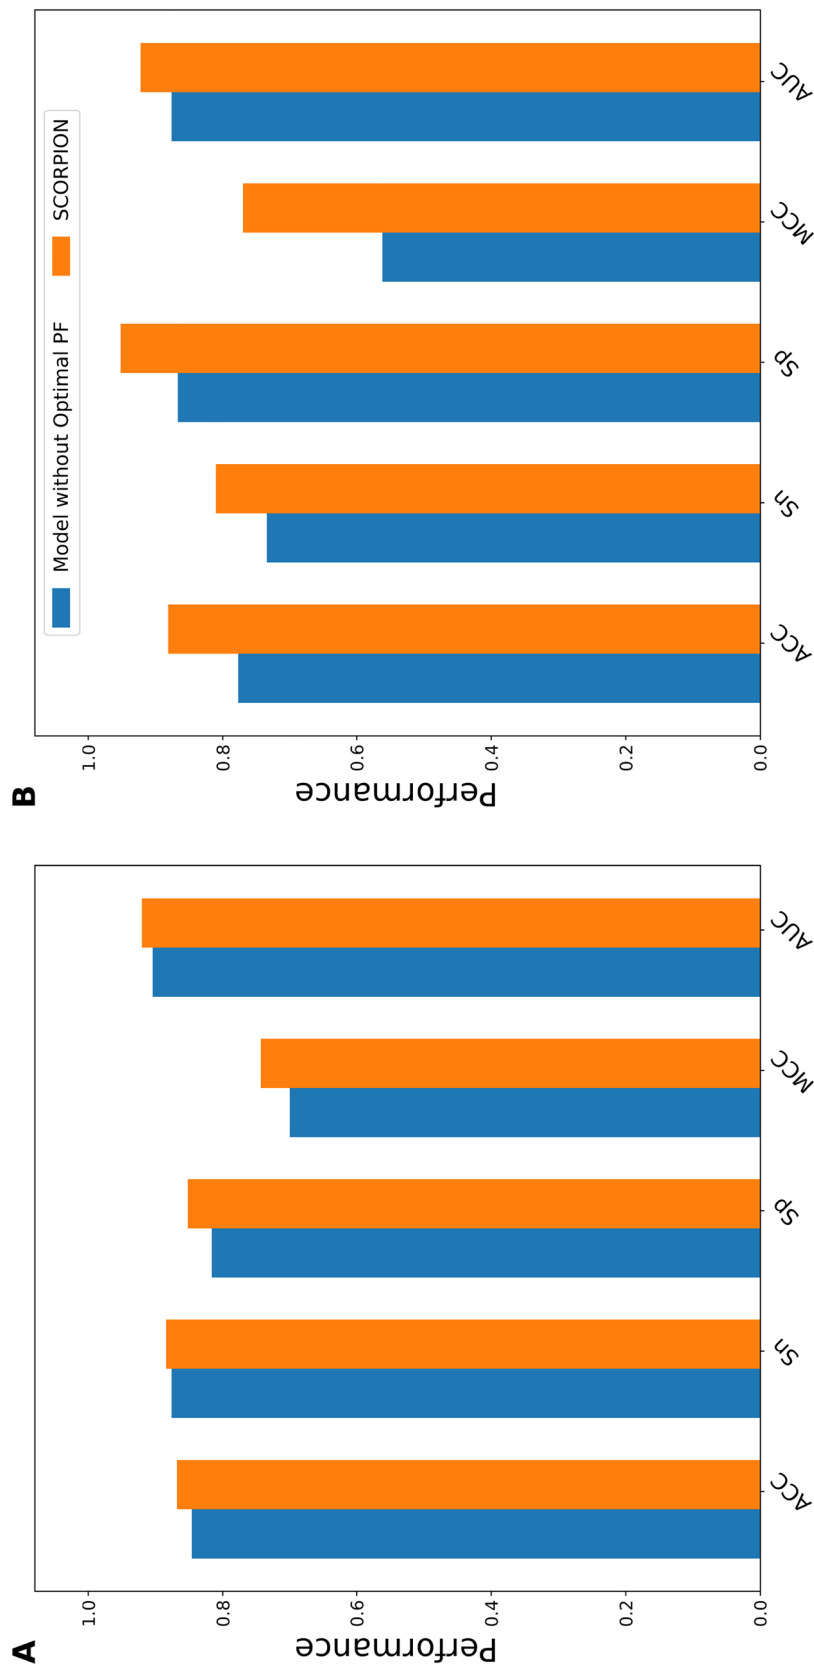 A
Performance
1.0
0.8
0.6
0.4
0.2
0.0
ACC
Sn
Sp
MCC
AUC
B
Model without Optimal PF
SCORPION
Performance
1.0
0.8
0.6
0.4
0.2
0.0
ACC
Sn
Sp
MCC
AUC